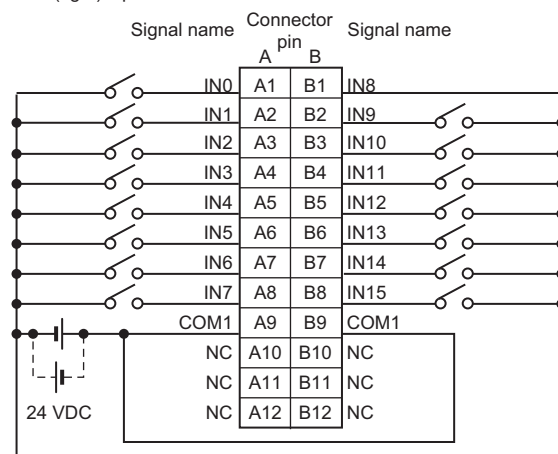 Signal name Connector pin Signal name
A B
IN0 A1 B1 IN8
IN1 A2 B2 IN9
IN2 A3 B3 IN10
IN3 A4 B4 IN11
IN4 A5 B5 IN12
IN5 A6 B6 IN13
IN6 A7 B7 IN14
IN7 A8 B8 IN15
COM1 A9 B9 COM1
NC A10 B10 NC
NC A11 B11 NC
24 VDC NC A12 B12 NC